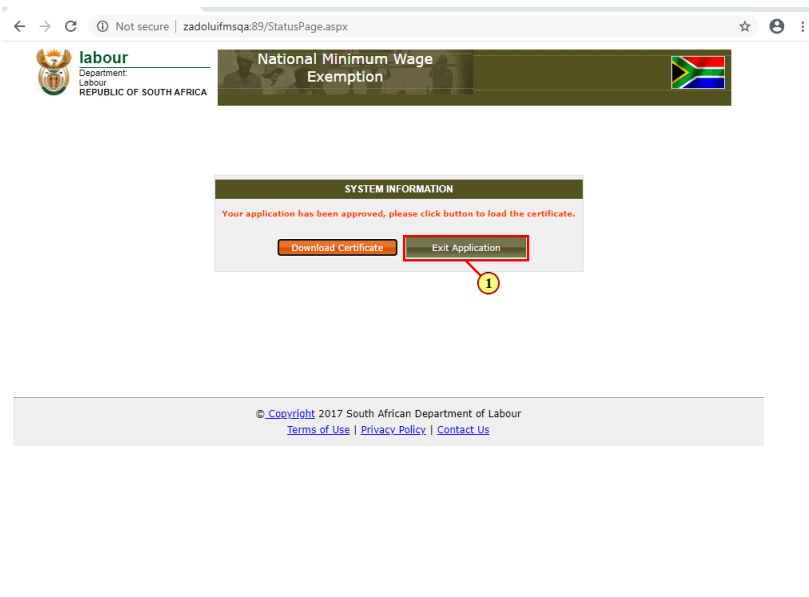 Not secure | zadoluifmsqa:89/StatusPage.aspx
labour
Department:
Labour
REPUBLIC OF SOUTH AFRICA
National Minimum Wage
Exemption
SYSTEM INFORMATION
Your application has been approved, please click button to load the certificate.
Download Certificate Exit Application
1
© Copyright 2017 South African Department of Labour
Terms of Use | Privacy Policy | Contact Us